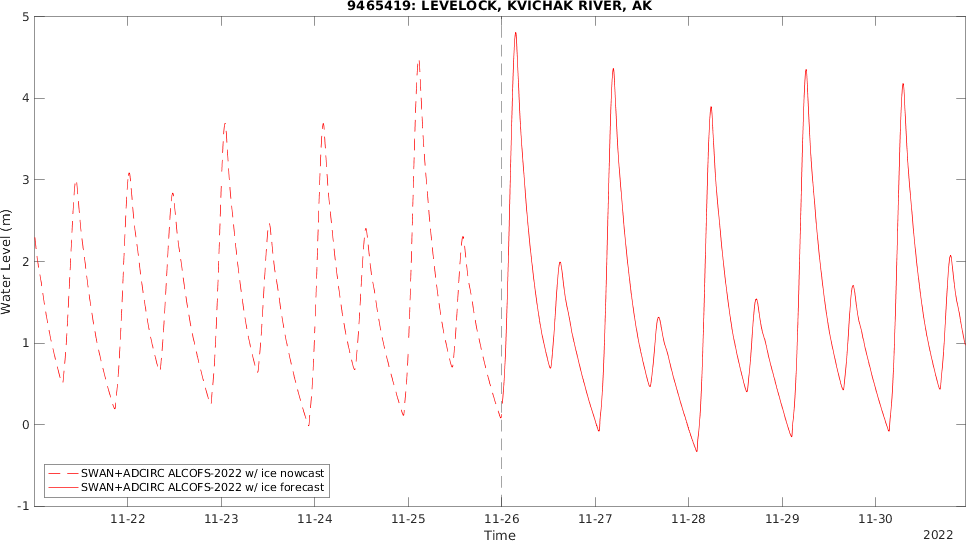 9465419: LEVELOCK, KVICHAK RIVER, AK
5
4
3
2
1
0
-1
Water Level (m)
SWAN+ADCIRC ALCOFS-2022 w/ ice nowcast
SWAN+ADCIRC ALCOFS-2022 w/ ice forecast
11-22 11-23 11-24 11-25 11-26 11-27 11-28 11-29 11-30
Time
2022